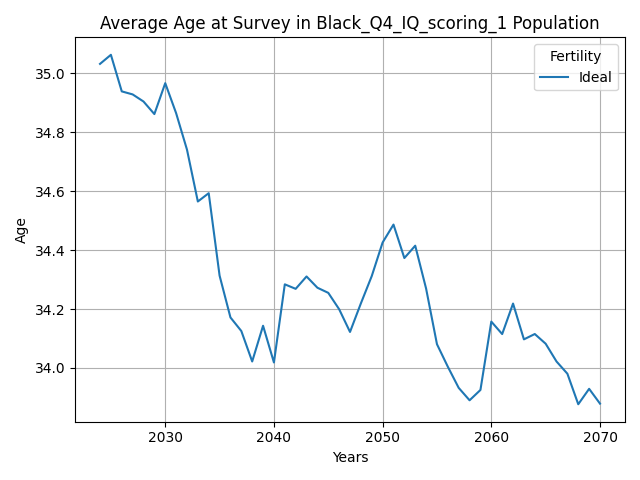 Average Age at Survey in Black_Q4_IQ_scoring_1 Population
Fertility
Ideal
35.0
34.8
34.6
34.4
34.2
34.0
Age
2030 2040 2050 2060 2070
Years